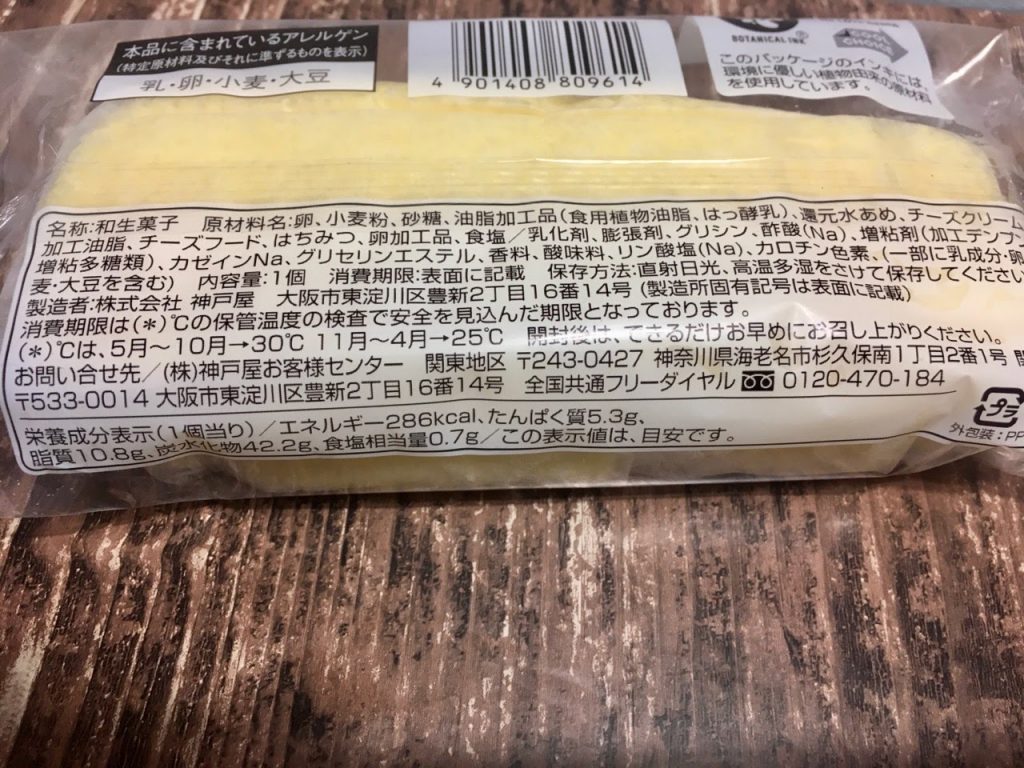 本品に含まれているアレルゲン
(特定原材料及びそれに準ずるものを表示)
乳・卵・小麦・大豆
4 901408 809614
BOTANICAL INK
COOL CHOICE
このパッケージのインキには、
環境に優しい植物由来の原材料
を使用しています。
名称:和生菓子 原材料名:卵、小麦粉、砂糖、油脂加工品(食用植物油脂、はっ酵乳)、還元水あめ、チーズクリーム
加工油脂、チーズフード、はちみつ、卵加工品、食塩/乳化剤、膨張剤、グリシン、酢酸(Na)、増粘剤(加工デンプン
増粘多糖類)、カゼインNa、グリセリンエステル、香料、酸味料、リン酸塩(Na)、カロチン色素、(一部に乳成分・卵
麦・大豆を含む) 内容量:1個 消費期限:表面に記載 保存方法:直射日光、高温多湿をさけて保存してください
製造者:株式会社 神戸屋 大阪市東淀川区豊新2丁目16番14号(製造所固有記号は表面に記載)
消費期限は(*)℃の保管温度の検査で安全を見込んだ期限となっております。
(*)℃は、5月〜10月→30℃ 11月〜4月→25℃ 開封後は、できるだけお早めにお召し上がりください。
お問い合せ先/(株)神戸屋お客様センター 関東地区 〒243-0427 神奈川県海老名市杉久保南1丁目2番1号
〒533-0014 大阪市東淀川区豊新2丁目16番14号 全国共通フリーダイヤル 0120-470-184
栄養成分表示(1個当り)/エネルギー286kcal、たんぱく質5.3g、
脂質10.8g、炭水化物42.2g、食塩相当量0.7g/この表示値は、目安です。
プラ
外包装:PP